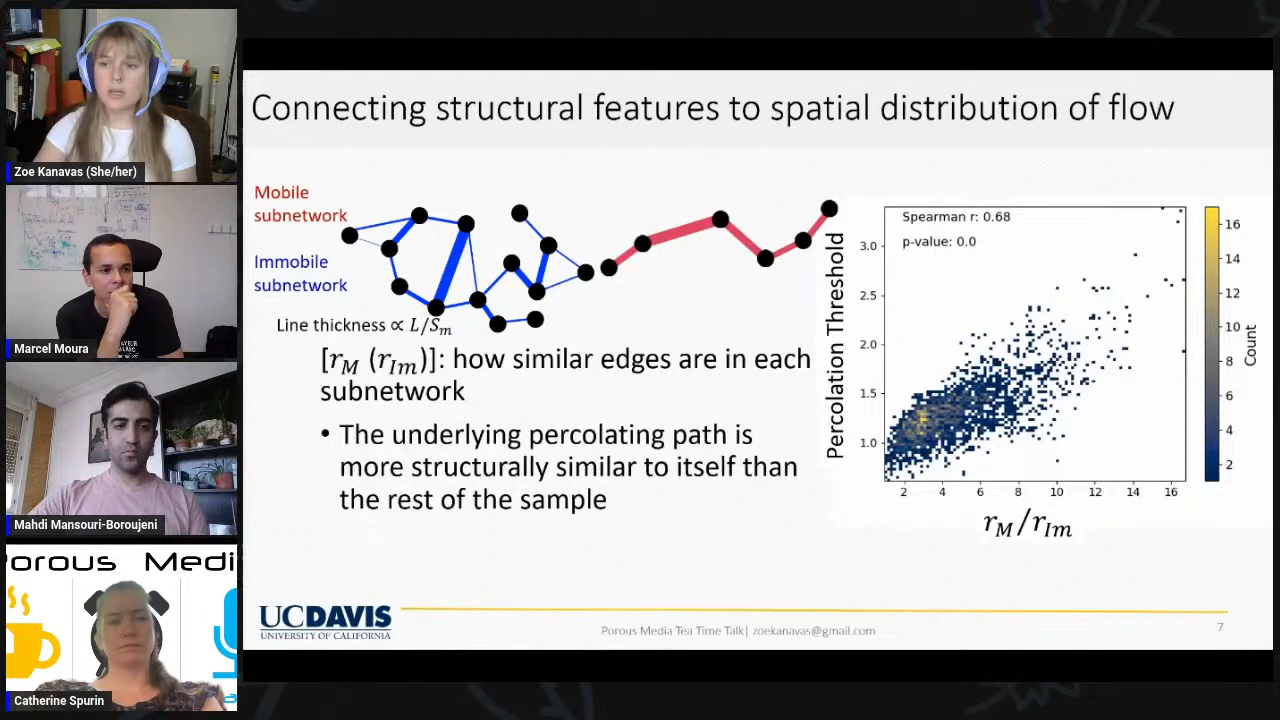 Connecting structural features to spatial distribution of flow
Zoe Kanavas (She/her)
Marcel Moura
Mahdi Mansouri-Boroujeni
Porous Medi
Catherine Spurin
Mobile
subnetwork
Immobile
subnetwork
Line thickness ∝ L/Sₘ
[r_M (r_Im)]: how similar edges are in each
subnetwork
• The underlying percolating path is
more structurally similar to itself than
the rest of the sample
Spearman r: 0.68
p-value: 0.0
Percolation Threshold
3.0
2.5
2.0
1.5
1.0
2 4 6 8 10 12 14 16
r_M/r_Im
16
14
12
10
8
6
4
2
Count
UCDAVIS
UNIVERSITY OF CALIFORNIA
Porous Media Tea Time Talk| zoekanavas@gmail.com
7